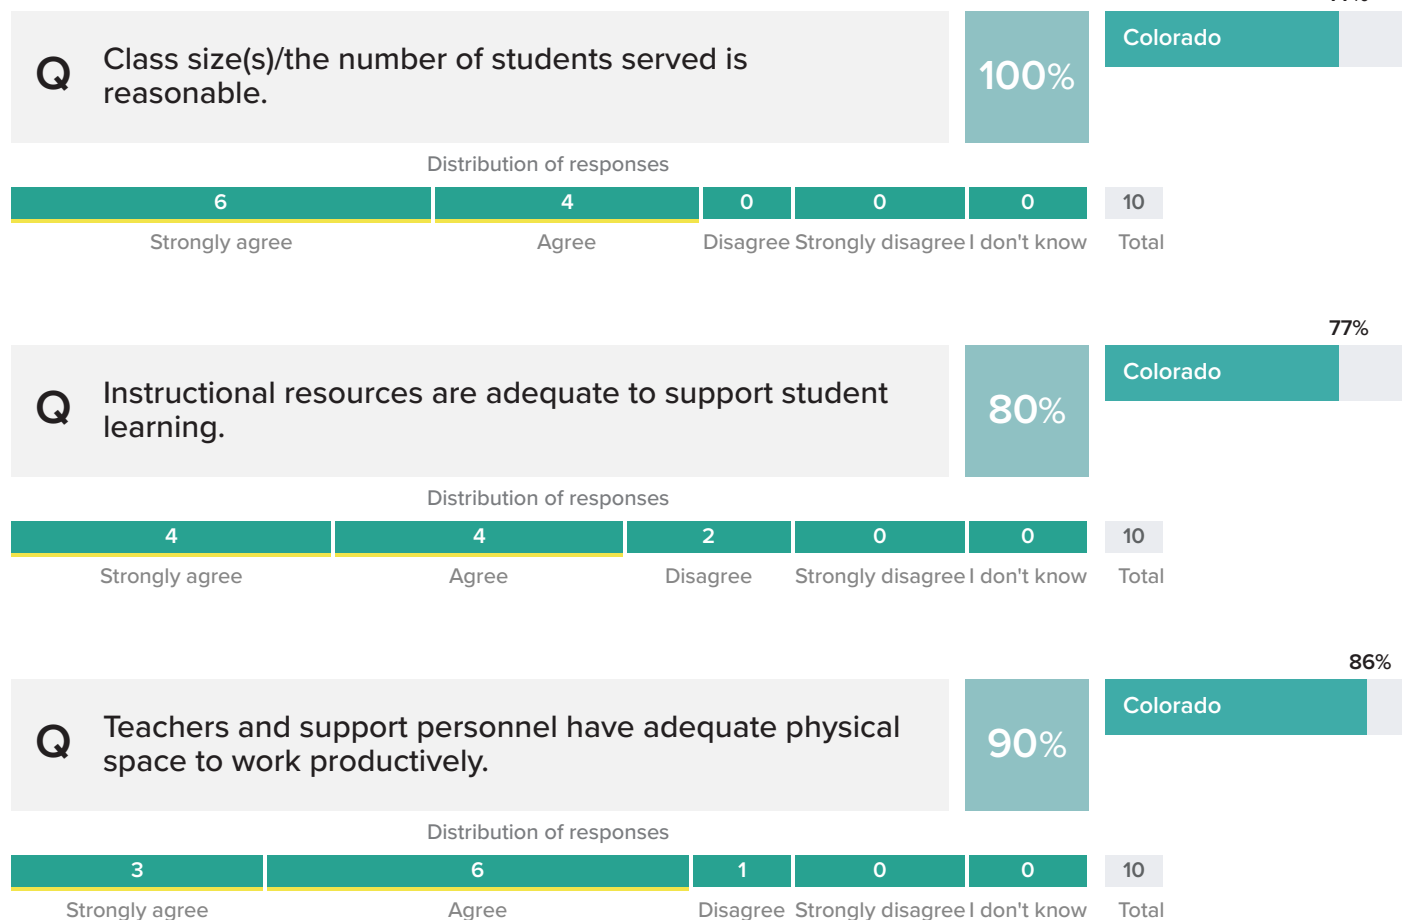 Q
Class size(s)/the number of students served is
reasonable.
100%
Colorado
Distribution of responses
6 4 0 0 0 10
Strongly agree Agree Disagree Strongly disagree I don't know Total
77%
Q
Instructional resources are adequate to support student
learning.
80%
Colorado
Distribution of responses
4 4 2 0 0 10
Strongly agree Agree Disagree Strongly disagree I don't know Total
86%
Q
Teachers and support personnel have adequate physical
space to work productively.
90%
Colorado
Distribution of responses
3 6 1 0 0 10
Strongly agree Agree Disagree Strongly disagree I don't know Total